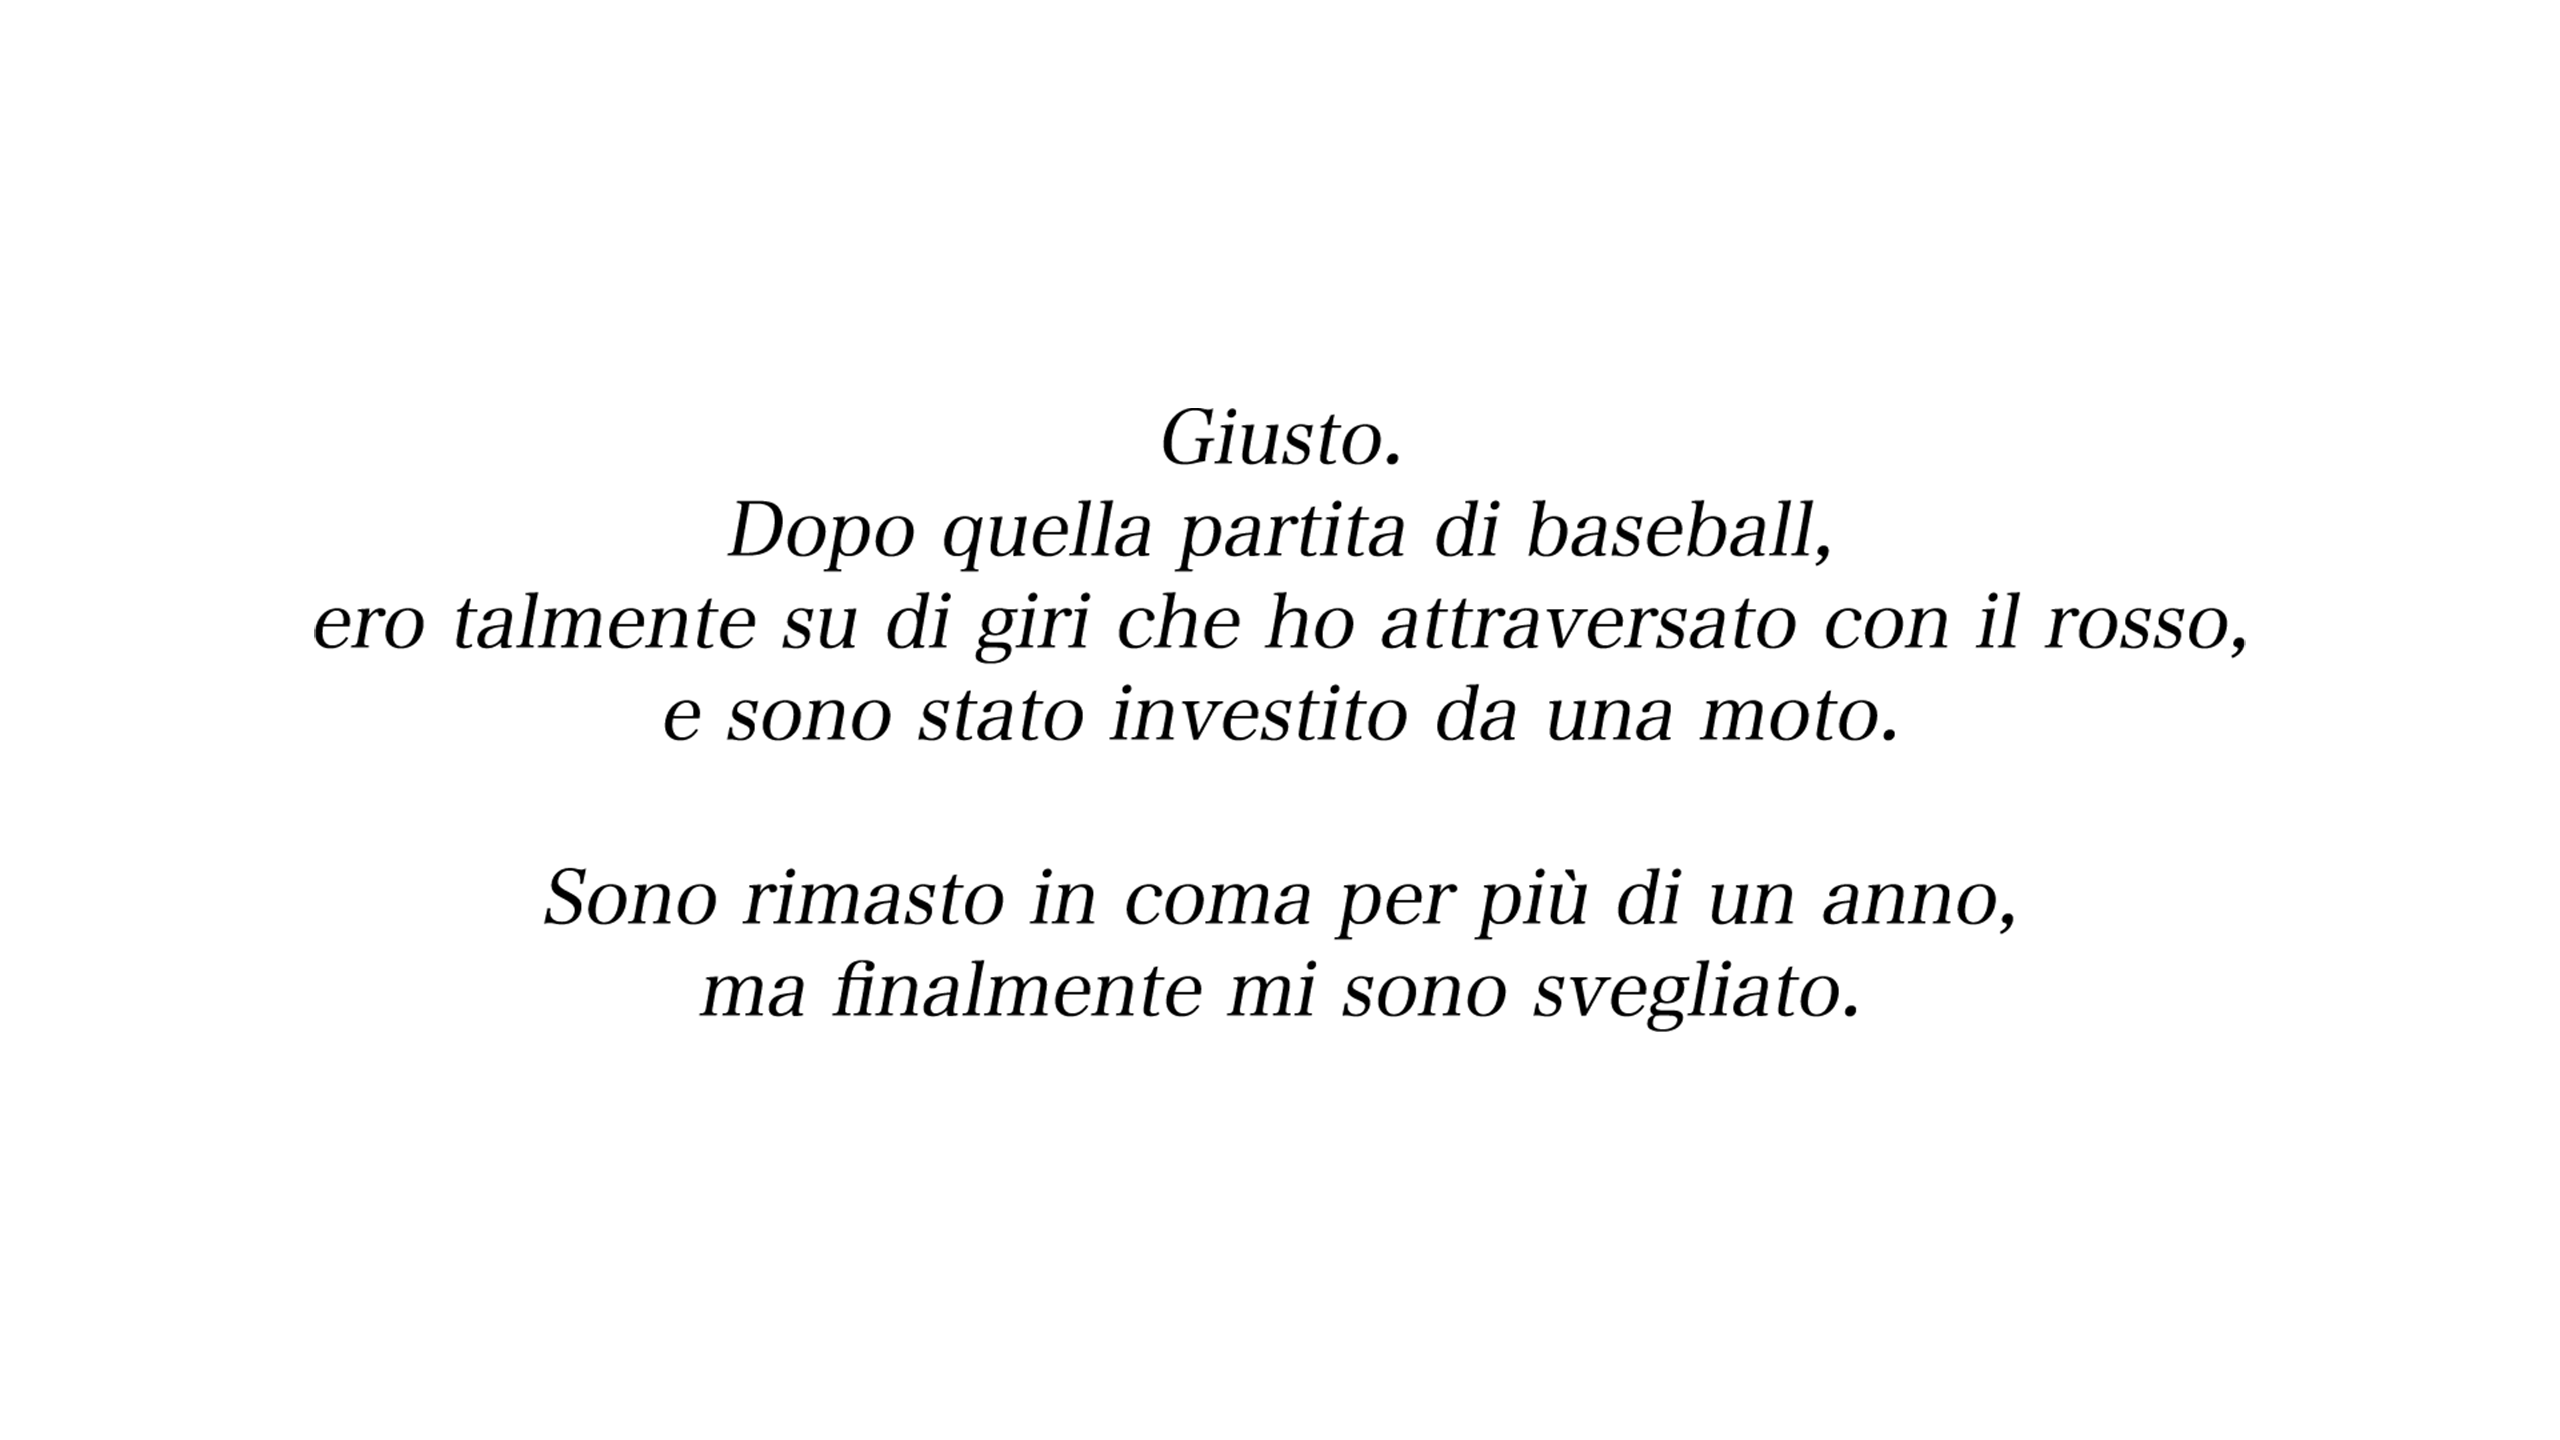 Giusto.
Dopo quella partita di baseball,
ero talmente su di giri che ho attraversato con il rosso,
e sono stato investito da una moto.
Sono rimasto in coma per più di un anno,
ma finalmente mi sono svegliato.